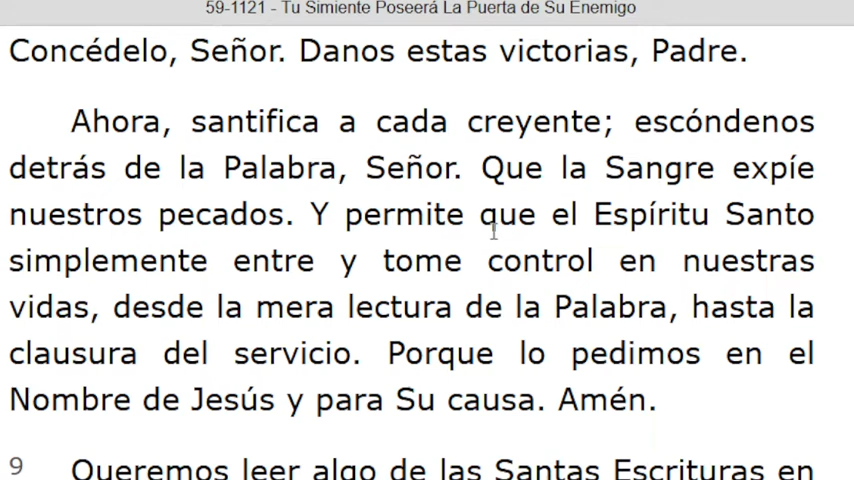 59-1121 - Tu Simiente Poseerá La Puerta de Su Enemigo
Concédelo, Señor. Danos estas victorias, Padre.
Ahora, santifica a cada creyente; escóndenos
detrás de la Palabra, Señor. Que la Sangre expíe
nuestros pecados. Y permite que el Espíritu Santo
simplemente entre y tome control en nuestras
vidas, desde la mera lectura de la Palabra, hasta la
clausura del servicio. Porque lo pedimos en el
Nombre de Jesús y para Su causa. Amén.
9 Queremos leer algo de las Santas Escrituras en